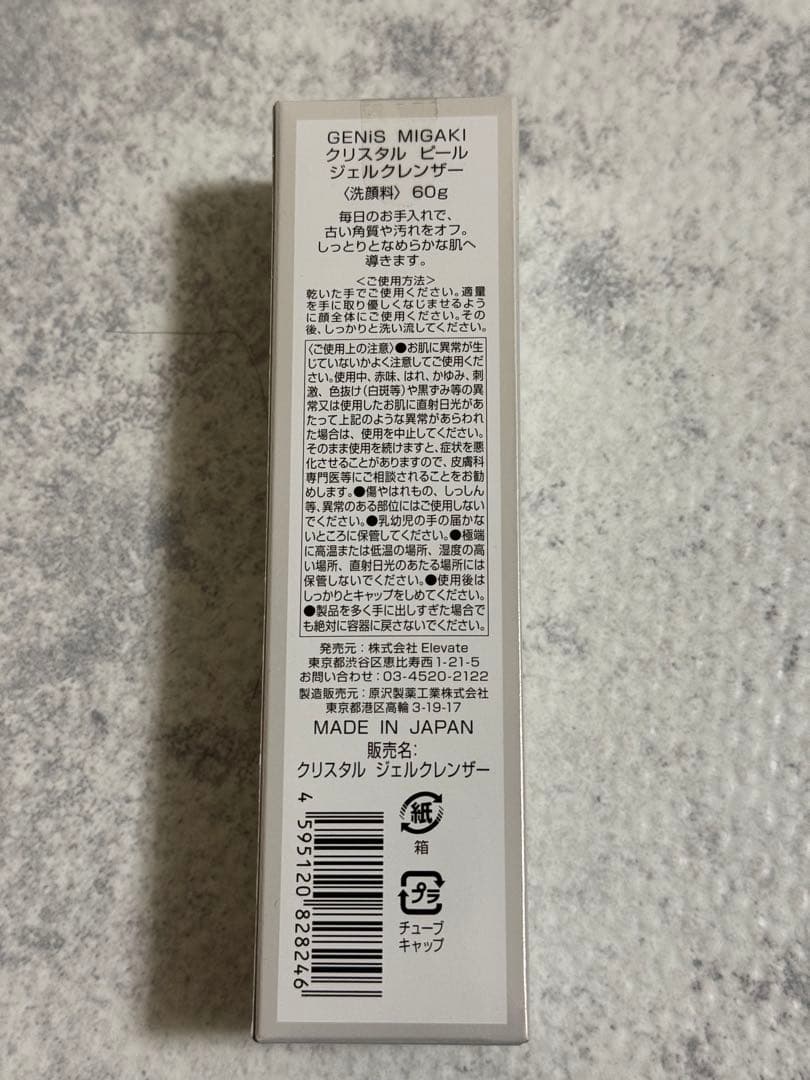 GENiS MIGAKI
クリスタル ピール
ジェルクレンザー
〈洗顔料〉 60g
毎日のお手入れで、
古い角質や汚れをオフ。
しっとりとなめらかな肌へ
導きます。
＜ご使用方法＞
乾いた手でご使用ください。適量
を手に取り優しくなじませるよう
に顔全体にご使用ください。その
後、しっかりと洗い流してください。
〈ご使用上の注意〉●お肌に異常が生
じていないかよく注意してご使用くだ
さい。使用中、赤味、はれ、かゆみ、刺
激、色抜け(白斑等)や黒ずみ等の異
常又は使用したお肌に直射日光があ
たって上記のような異常があらわれ
た場合は、使用を中止してください。
そのまま使用を続けますと、症状を悪
化させることがありますので、皮膚科
専門医等にご相談されることをお勧
めします。●傷やはれもの、しっしん
等、異常のある部位にはご使用しない
でください。●乳幼児の手の届かな
いところに保管してください。●極端
に高温または低温の場所、湿度の高
い場所、直射日光のあたる場所には
保管しないでください。●使用後は
しっかりとキャップをしめてください。
●製品を多く手に出しすぎた場合で
も絶対に容器に戻さないでください。
発売元：株式会社Elevate
東京都渋谷区恵比寿西1-21-5
お問い合わせ：03-4520-2122
製造販売元：原沢製薬工業株式会社
東京都港区高輪3-19-17
MADE IN JAPAN
販売名：
クリスタル ジェルクレンザー
4 595120 828246
紙
箱
プラ
チューブ
キャップ